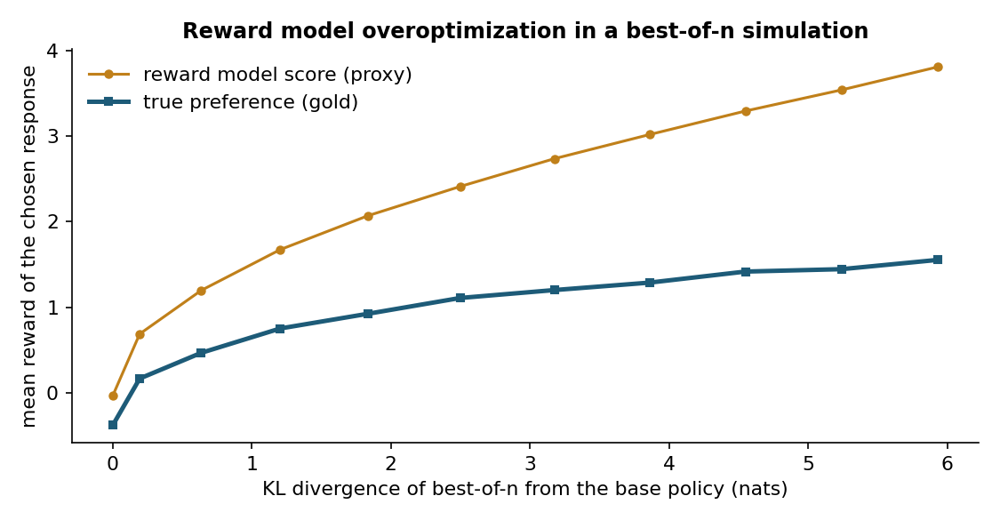 Reward model overoptimization in a best-of-n simulation
mean reward of the chosen response
4
3
2
1
0
reward model score (proxy)
true preference (gold)
0 1 2 3 4 5 6
KL divergence of best-of-n from the base policy (nats)